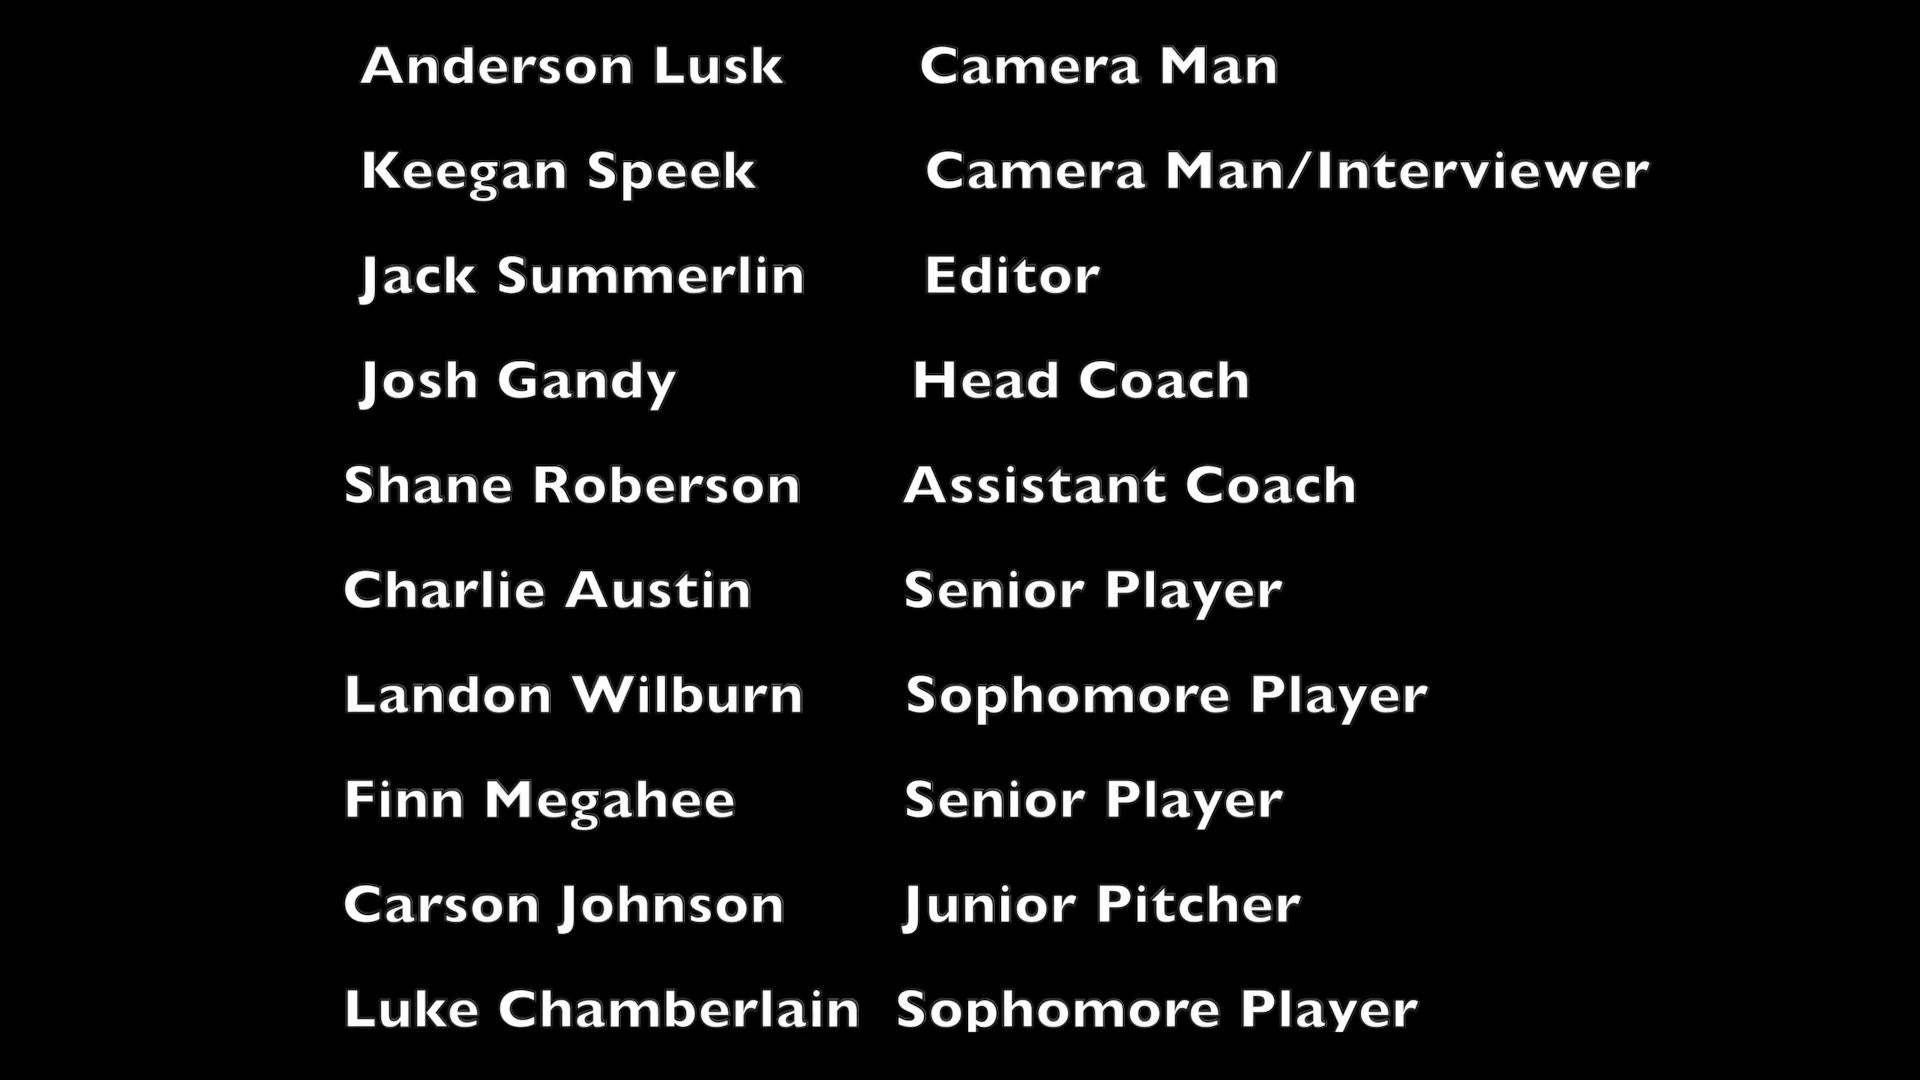 Anderson Lusk Camera Man
Keegan Speek Camera Man/Interviewer
Jack Summerlin Editor
Josh Gandy Head Coach
Shane Roberson Assistant Coach
Charlie Austin Senior Player
Landon Wilburn Sophomore Player
Finn Megahee Senior Player
Carson Johnson Junior Pitcher
Luke Chamberlain Sophomore Player